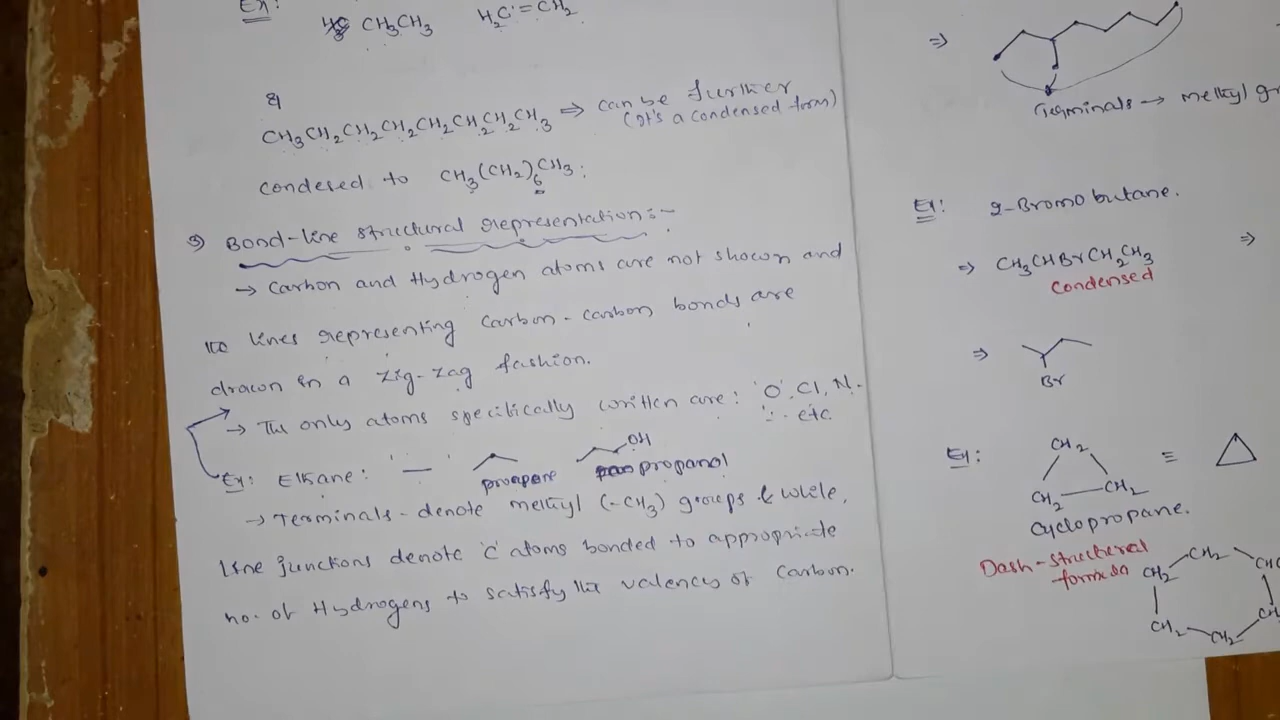 Ex:
CH3CH3 H2C=CH2
&
CH3CH2CH2CH2CH2CH2CH2CH3 ⇒ can be further
(It's a condensed form)
condesed to CH3(CH2)6CH3:
3) Bond-line structural representation:-
→ Carbon and Hydrogen atoms are not shown and
lines representing carbon-carbon bonds are
drawn in a zig-zag fashion.
→ The only atoms specifically written are: 'O', Cl, N.
etc.
Ex: Ethane: — propane OH propanol
→ Terminals - denote methyl (-CH3) groups & while,
line junctions denote 'C' atoms bonded to appropriate
no. of Hydrogens to satisfy the valency of carbon.
⇒
Terminals → methyl
Ex: 2-Bromobutane.
⇒ CH3CHBrCH2CH3 ⇒
Condensed
⇒
Br
Ex: CH2 ≡
CH2 — CH2
Cyclopropane.
Dash-structural
formula
CH2 CH2
CH2 CH2